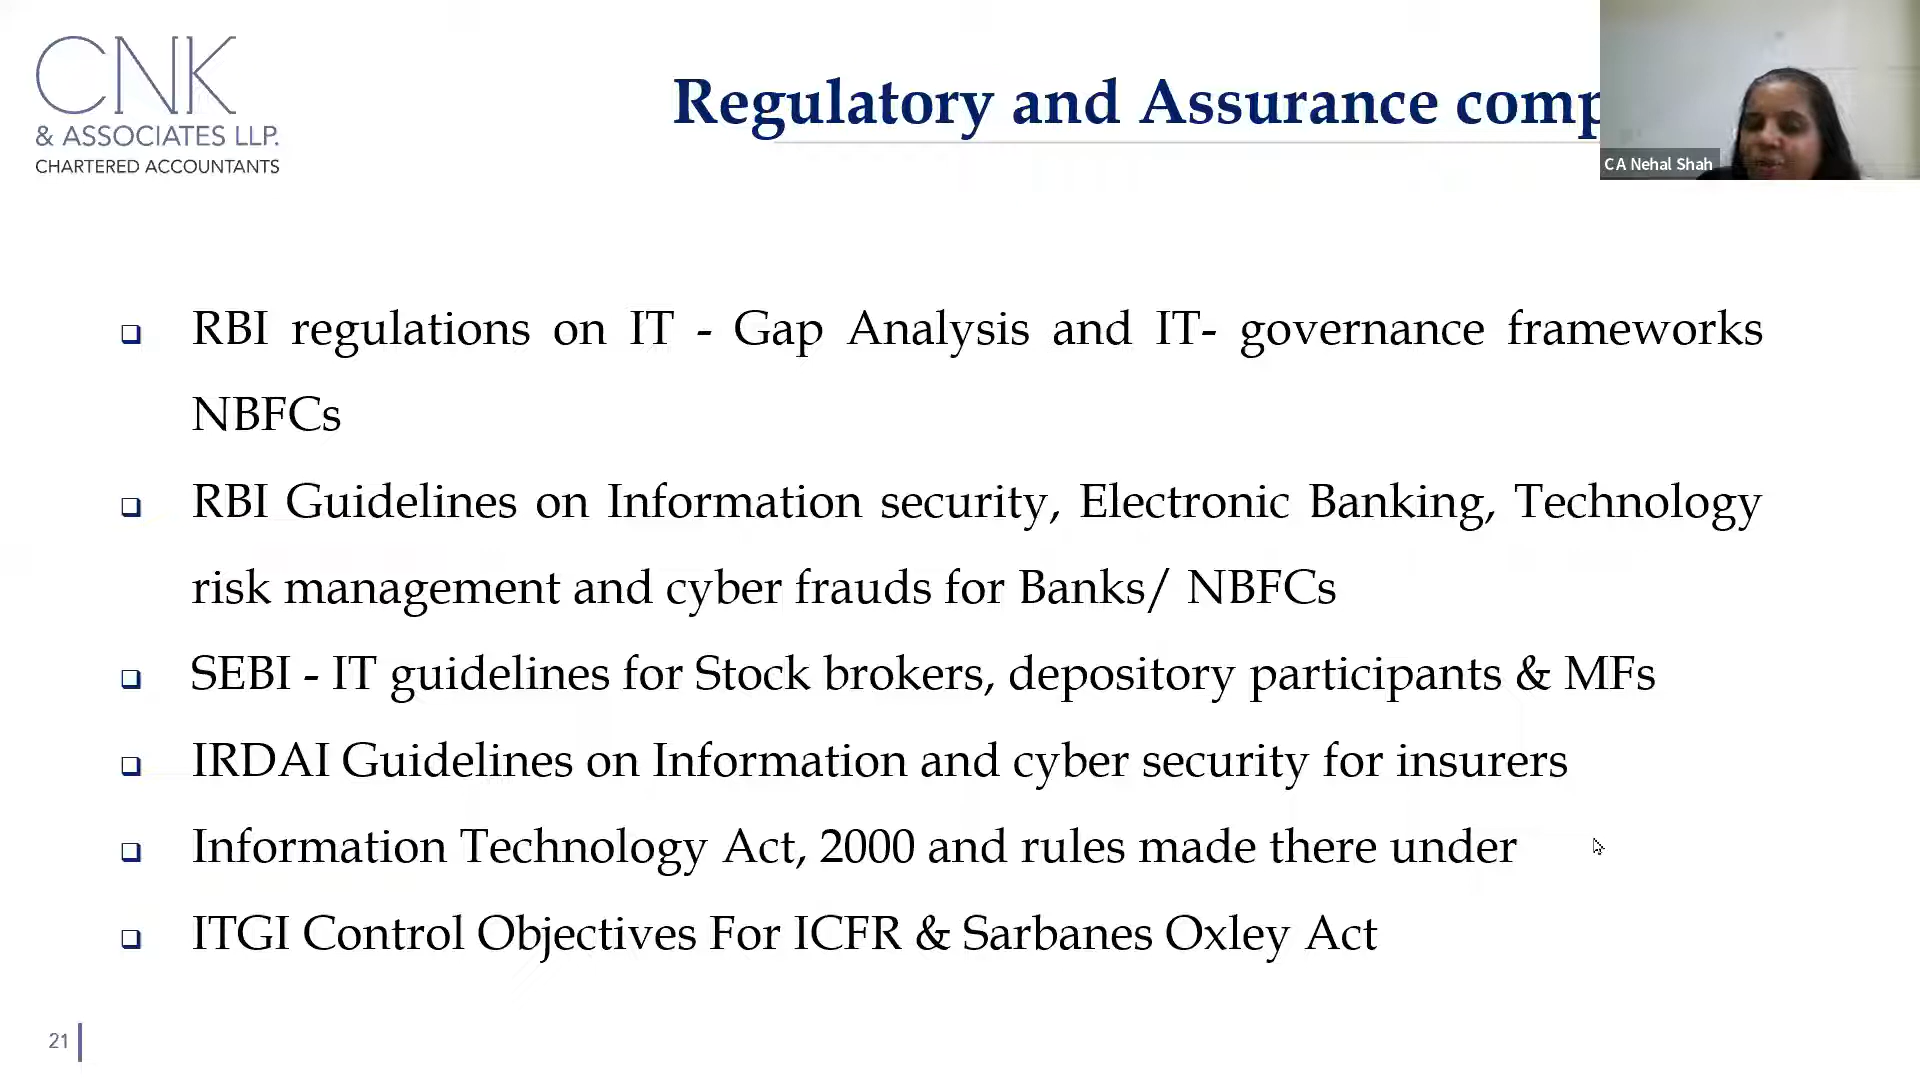 CNK
& ASSOCIATES LLP.
CHARTERED ACCOUNTANTS
Regulatory and Assurance comp
C A Nehal Shah
RBI regulations on IT - Gap Analysis and IT- governance frameworks
NBFCs
RBI Guidelines on Information security, Electronic Banking, Technology
risk management and cyber frauds for Banks/ NBFCs
SEBI - IT guidelines for Stock brokers, depository participants & MFs
IRDAI Guidelines on Information and cyber security for insurers
Information Technology Act, 2000 and rules made there under
ITGI Control Objectives For ICFR & Sarbanes Oxley Act
21